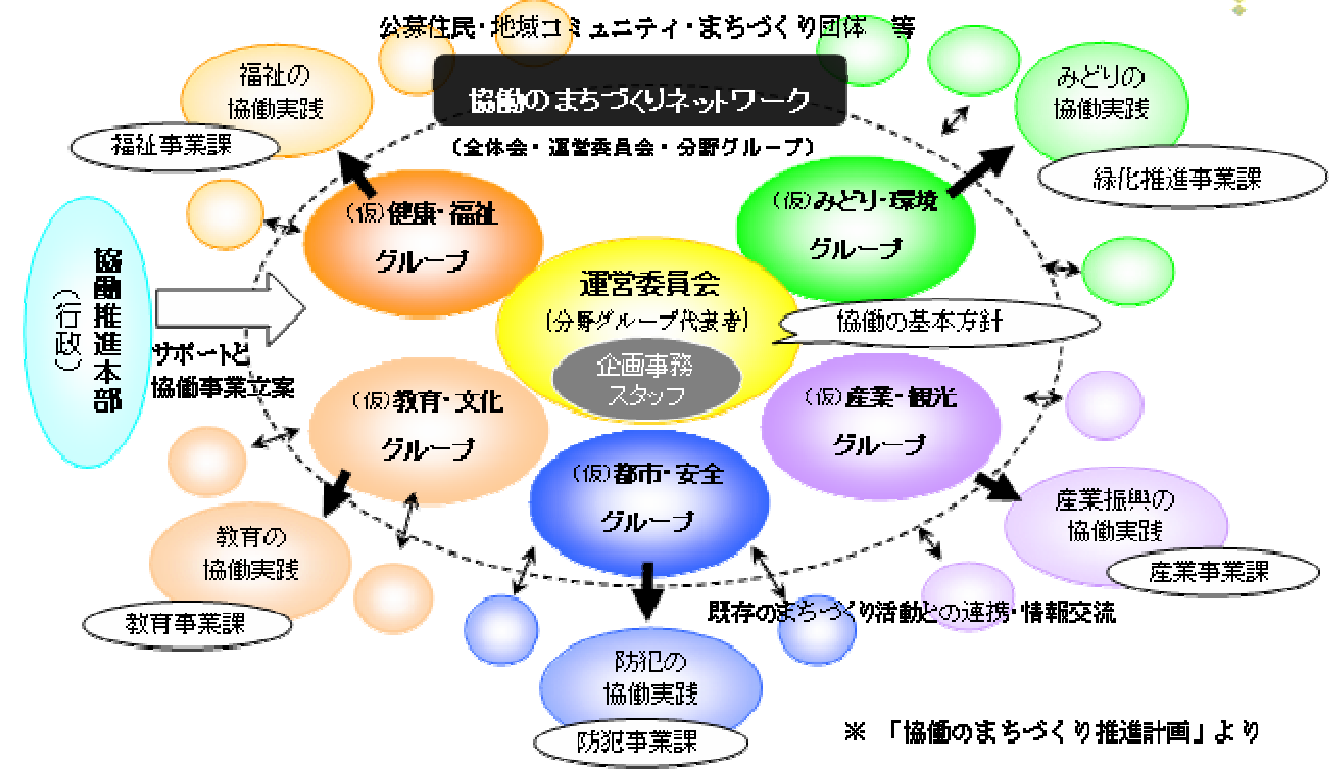 公募住民・地域コミュニティ・まちづくり団体　等
協働のまちづくりネットワーク
（全体会・運営委員会・分野グループ）
福祉の
協働実践
福祉事業課
みどりの
協働実践
緑化推進事業課
（仮）健康・福祉
グループ
（仮）みどり・環境
グループ
協働推進本部
（行政）
サポートと
協働事業立案
運営委員会
（分野グループ代表者）
企画事務
スタッフ
協働の基本方針
（仮）教育・文化
グループ
（仮）産業・観光
グループ
（仮）都市・安全
グループ
教育の
協働実践
教育事業課
産業振興の
協働実践
産業事業課
既存のまちづくり活動との連携・情報交流
防犯の
協働実践
防犯事業課
※　「協働のまちづくり推進計画」より